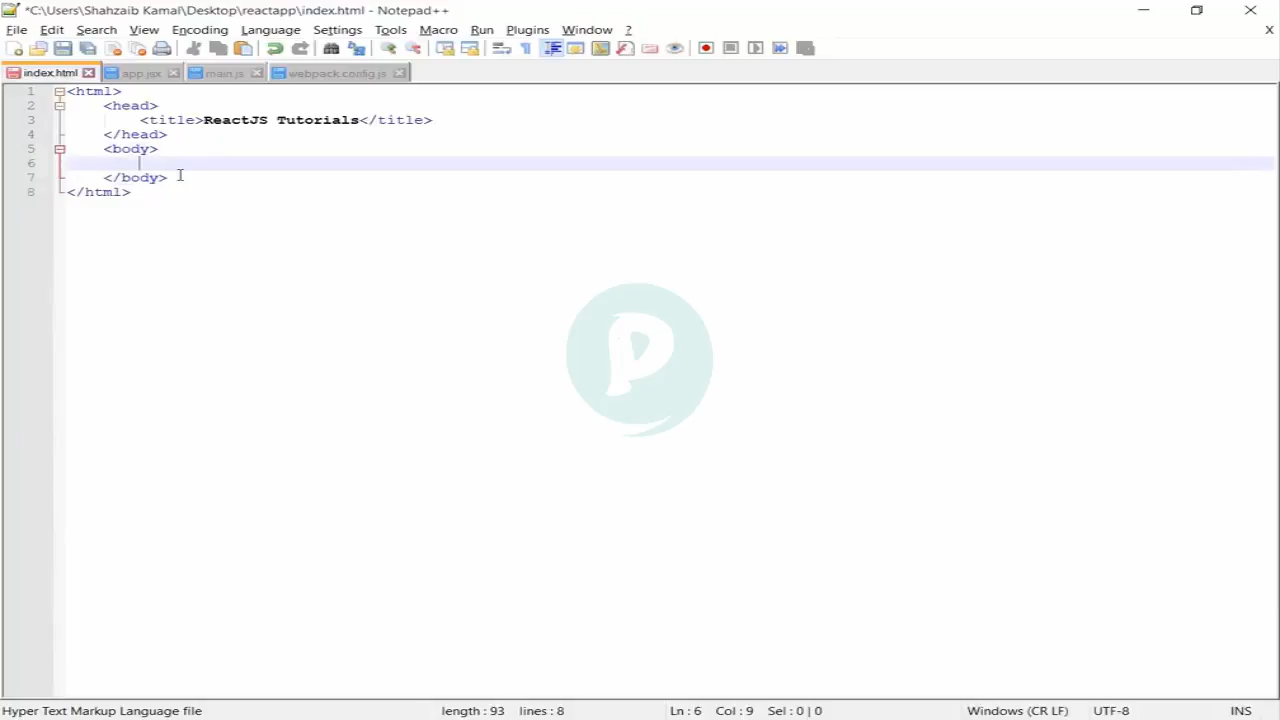 *C:\Users\Shahzaib Kamal\Desktop\reactapp\index.html - Notepad++
File Edit Search View Encoding Language Settings Tools Macro Run Plugins Window ? X
index.html app.jsx main.js webpack.config.js
1 <html>
2 <head>
3 <title>ReactJS Tutorials</title>
4 </head>
5 <body>
6
7 </body>
8 </html>
P
Hyper Text Markup Language file length : 93 lines : 8 Ln : 6 Col : 9 Sel : 0 | 0 Windows (CR LF) UTF-8 INS